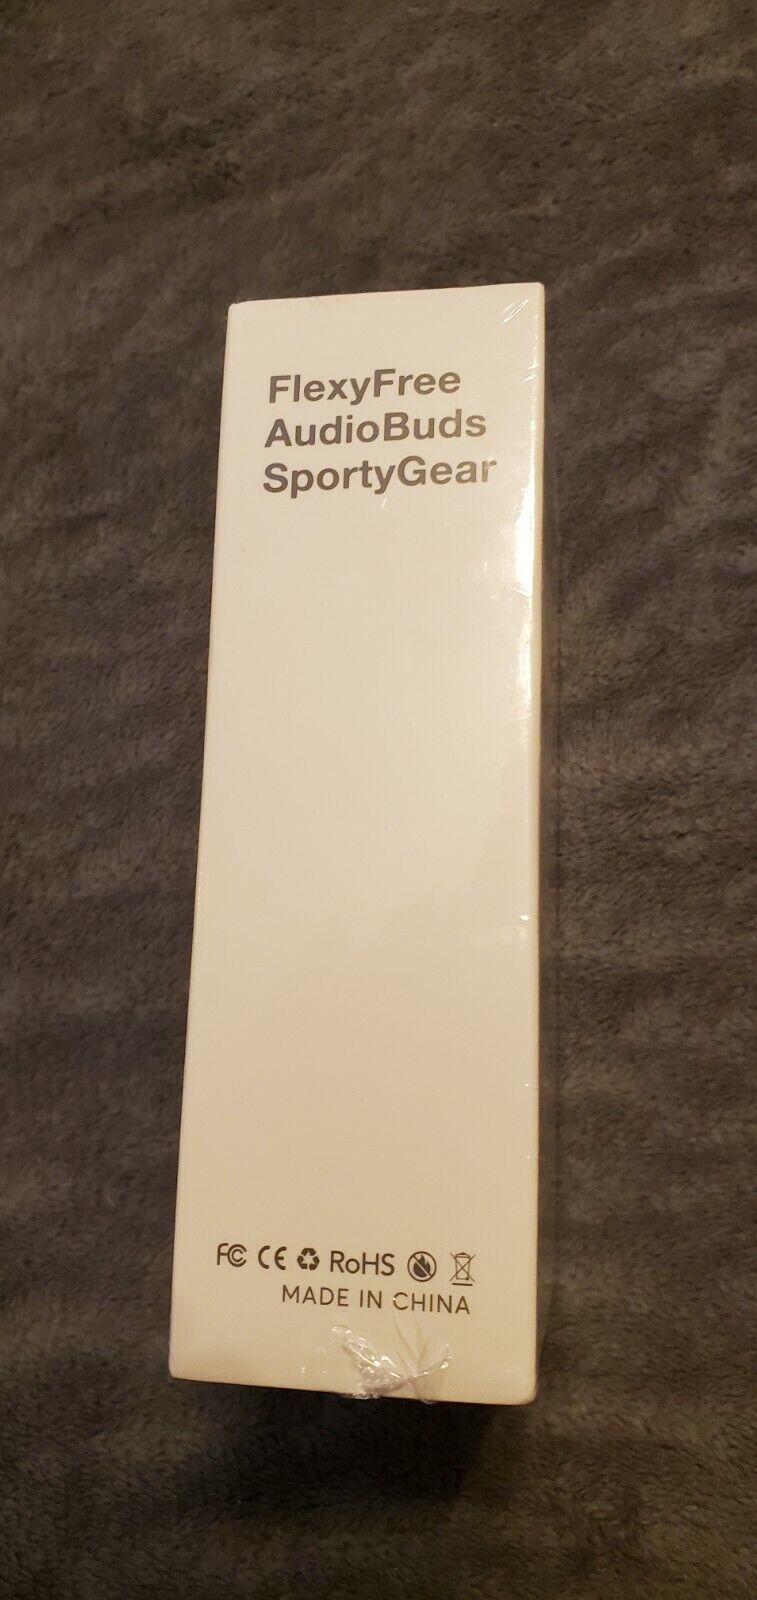 FlexyFree
AudioBuds
SportyGear
FC CE RoHS
MADE IN CHINA